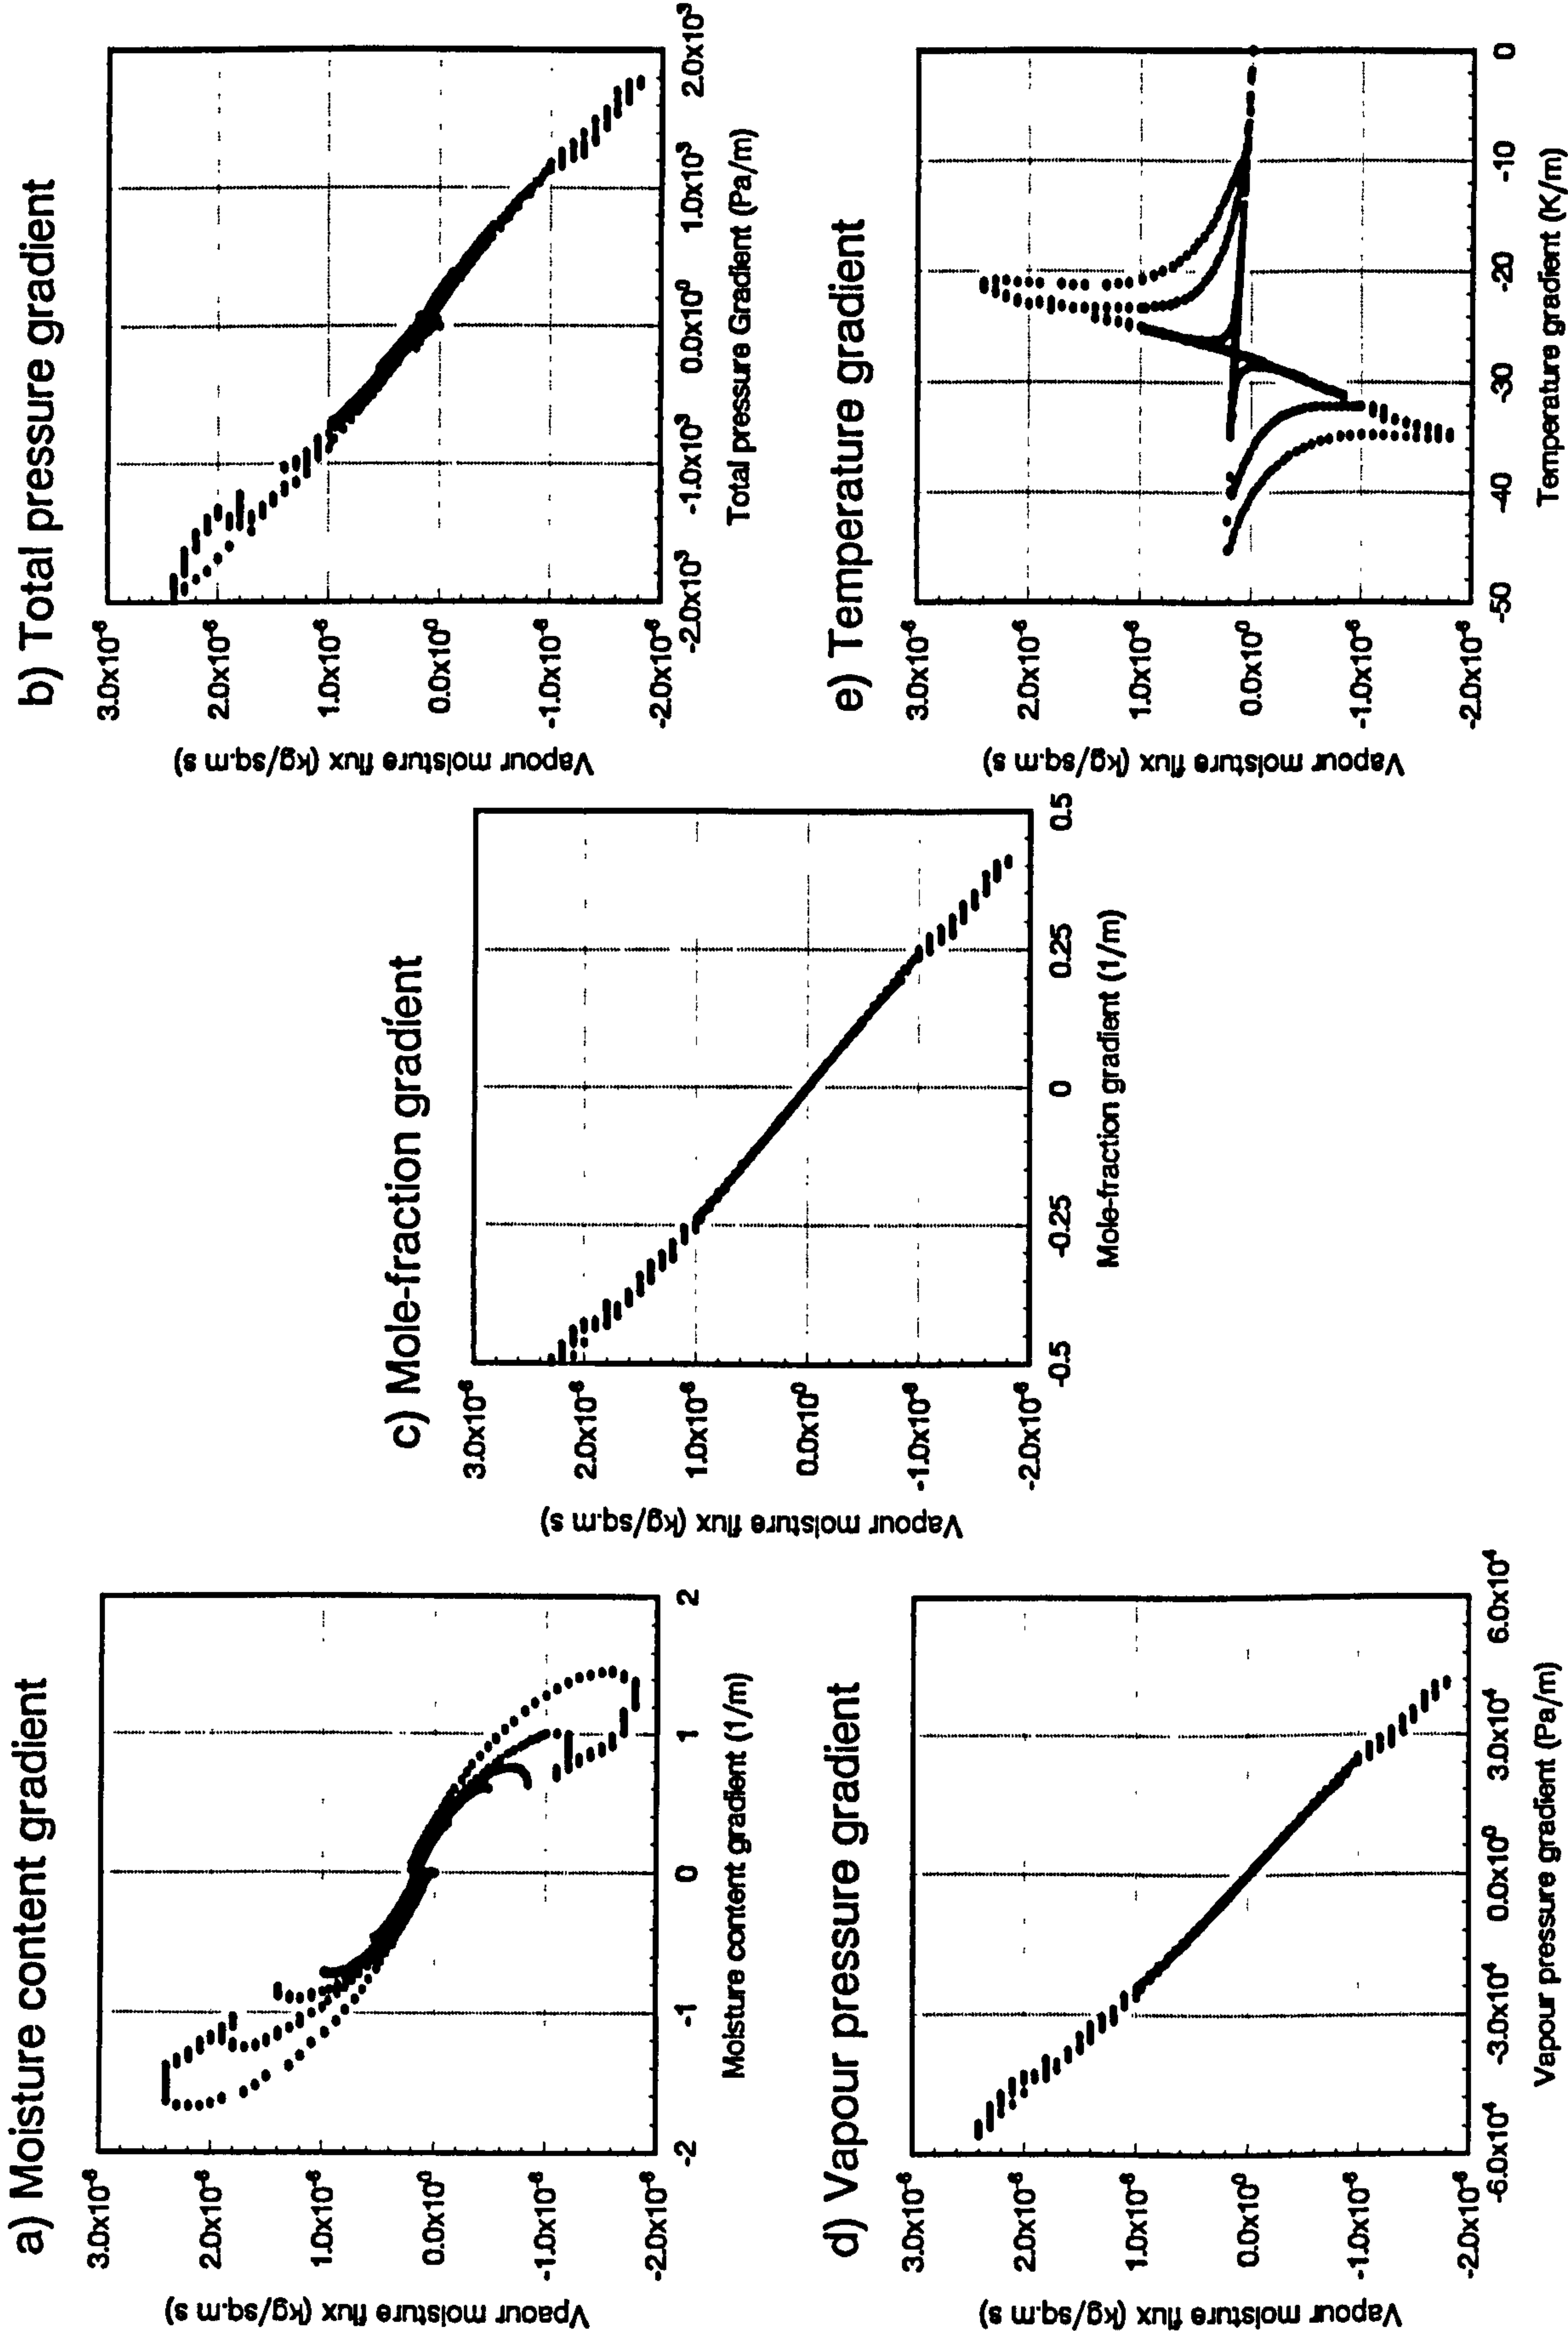 a) Moisture content gradient
Vpaour moisture flux (kg/sq.m s)
3.0x10⁻⁶
2.0x10⁻⁶
1.0x10⁻⁶
0.0x10⁰
-1.0x10⁻⁶
-2.0x10⁻⁶
-2 -1 0 1 2
Moisture content gradient (1/m)
b) Total pressure gradient
Vapour moisture flux (kg/sq.m s)
3.0x10⁻⁶
2.0x10⁻⁶
1.0x10⁻⁶
0.0x10⁰
-1.0x10⁻⁶
-2.0x10⁻⁶
-2.0x10³ -1.0x10³ 0.0x10⁰ 1.0x10³ 2.0x10³
Total pressure Gradient (Pa/m)
c) Mole-fraction gradient
Vapour moisture flux (kg/sq.m s)
3.0x10⁻⁶
2.0x10⁻⁶
1.0x10⁻⁶
0.0x10⁰
-1.0x10⁻⁶
-2.0x10⁻⁶
-0.5 -0.25 0 0.25 0.5
Mole-fraction gradient (1/m)
d) Vapour pressure gradient
Vapour moisture flux (kg/sq.m s)
3.0x10⁻⁶
2.0x10⁻⁶
1.0x10⁻⁶
0.0x10⁰
-1.0x10⁻⁶
-2.0x10⁻⁶
-6.0x10⁴ -3.0x10⁴ 0.0x10⁰ 3.0x10⁴ 6.0x10⁴
Vapour pressure gradient (Pa/m)
e) Temperature gradient
Vapour moisture flux (kg/sq.m s)
3.0x10⁻⁶
2.0x10⁻⁶
1.0x10⁻⁶
0.0x10⁰
-1.0x10⁻⁶
-2.0x10⁻⁶
-50 -40 -30 -20 -10 0
Temperature gradient (K/m)